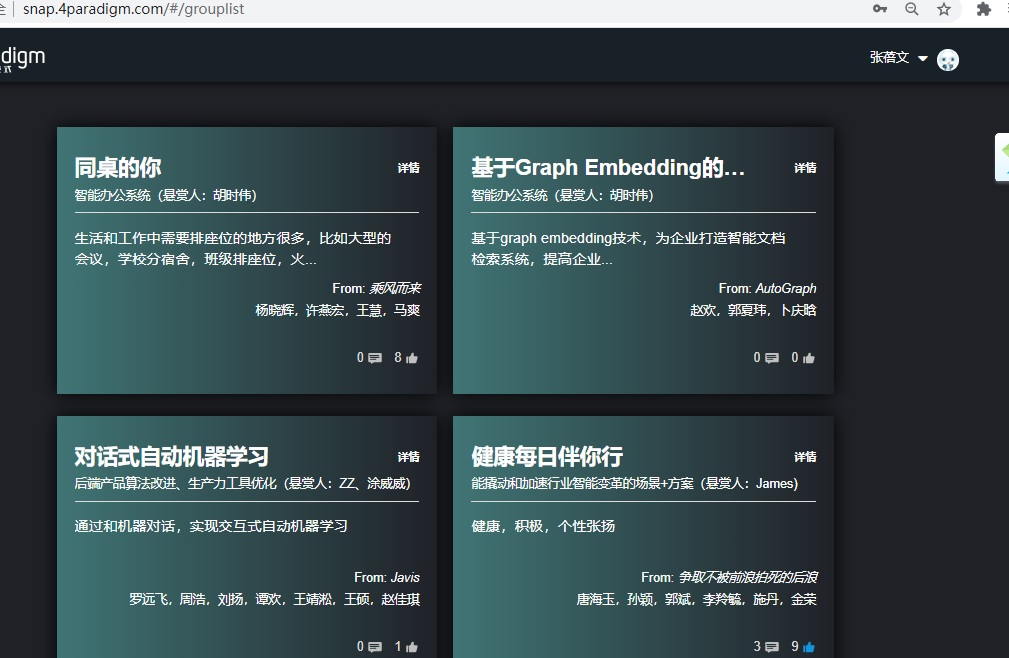 snap.4paradigm.com/#/grouplist
digm
张蓓文
同桌的你
详情
智能办公系统（悬赏人：胡时伟）
生活和工作中需要排座位的地方很多，比如大型的
会议，学校分宿舍，班级排座位，火...
From: 乘风而来
杨晓辉，许燕宏，王慧，马爽
0 8
基于Graph Embedding的...
详情
智能办公系统（悬赏人：胡时伟）
基于graph embedding技术，为企业打造智能文档
检索系统，提高企业...
From: AutoGraph
赵欢，郭夏玮，卜庆晗
0 0
对话式自动机器学习
详情
后端产品算法改进、生产力工具优化（悬赏人：ZZ、涂威威）
通过和机器对话，实现交互式自动机器学习
From: Javis
罗远飞，周浩，刘扬，谭欢，王靖淞，王硕，赵佳琪
0 1
健康每日伴你行
详情
能撬动和加速行业智能变革的场景+方案（悬赏人：James）
健康，积极，个性张扬
From: 争取不被前浪拍死的后浪
唐海玉，孙颖，郭斌，李羚毓，施丹，金荣
3 9